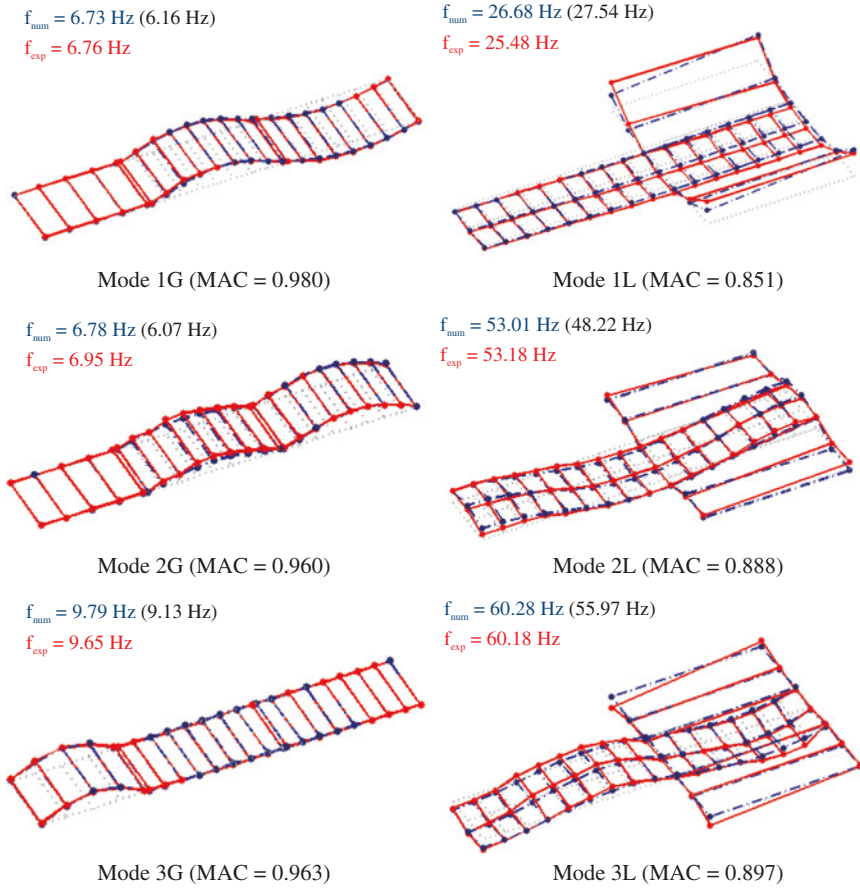 f_num = 6.73 Hz (6.16 Hz)
f_exp = 6.76 Hz
Mode 1G (MAC = 0.980)
f_num = 26.68 Hz (27.54 Hz)
f_exp = 25.48 Hz
Mode 1L (MAC = 0.851)
f_num = 6.78 Hz (6.07 Hz)
f_exp = 6.95 Hz
Mode 2G (MAC = 0.960)
f_num = 53.01 Hz (48.22 Hz)
f_exp = 53.18 Hz
Mode 2L (MAC = 0.888)
f_num = 9.79 Hz (9.13 Hz)
f_exp = 9.65 Hz
Mode 3G (MAC = 0.963)
f_num = 60.28 Hz (55.97 Hz)
f_exp = 60.18 Hz
Mode 3L (MAC = 0.897)